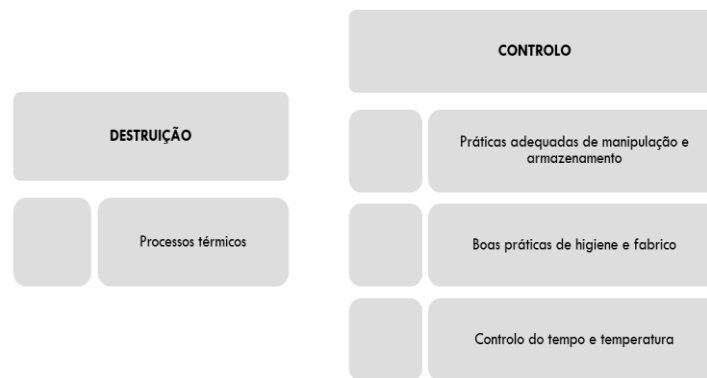 DESTRUIÇÃO
Processos térmicos
CONTROLO
Práticas adequadas de manipulação e
armazenamento
Boas práticas de higiene e fabrico
Controlo do tempo e temperatura